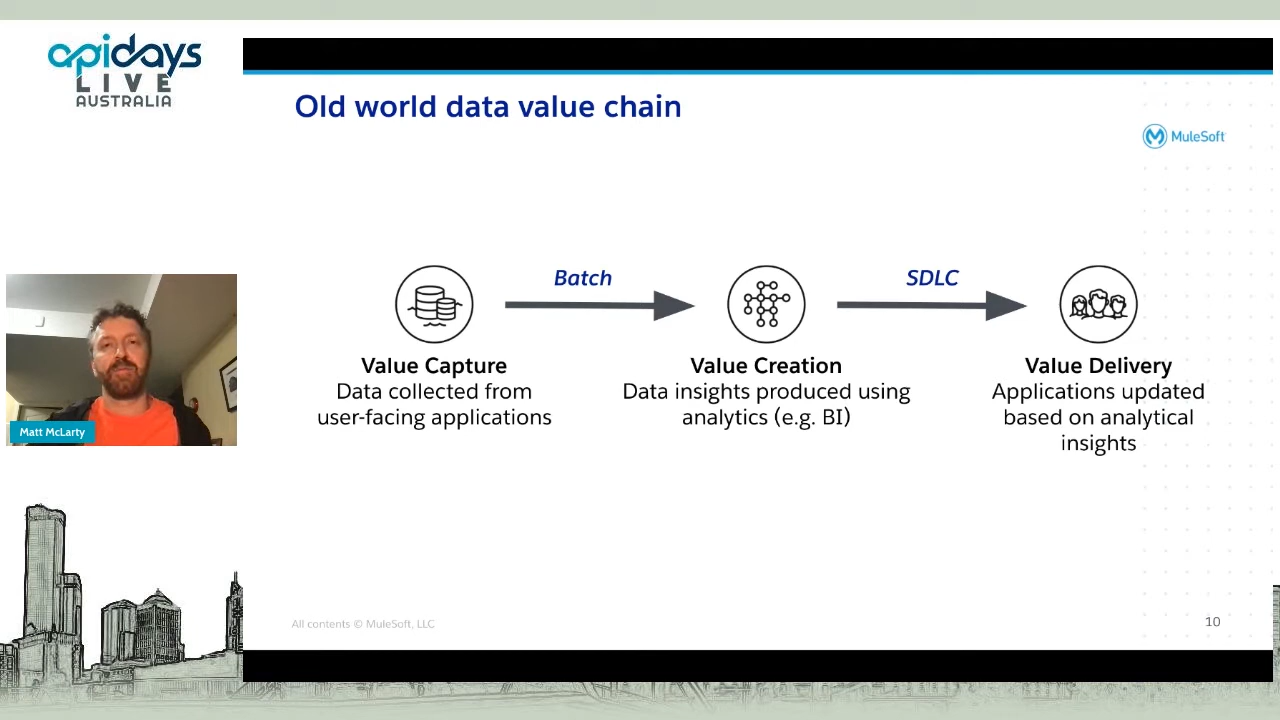 apidays
LIVE
AUSTRALIA
Old world data value chain
MuleSoft
Batch
SDLC
Value Capture
Data collected from
user-facing applications
Value Creation
Data insights produced using
analytics (e.g. BI)
Value Delivery
Applications updated
based on analytical
insights
Matt McLarty
All contents © MuleSoft, LLC
10